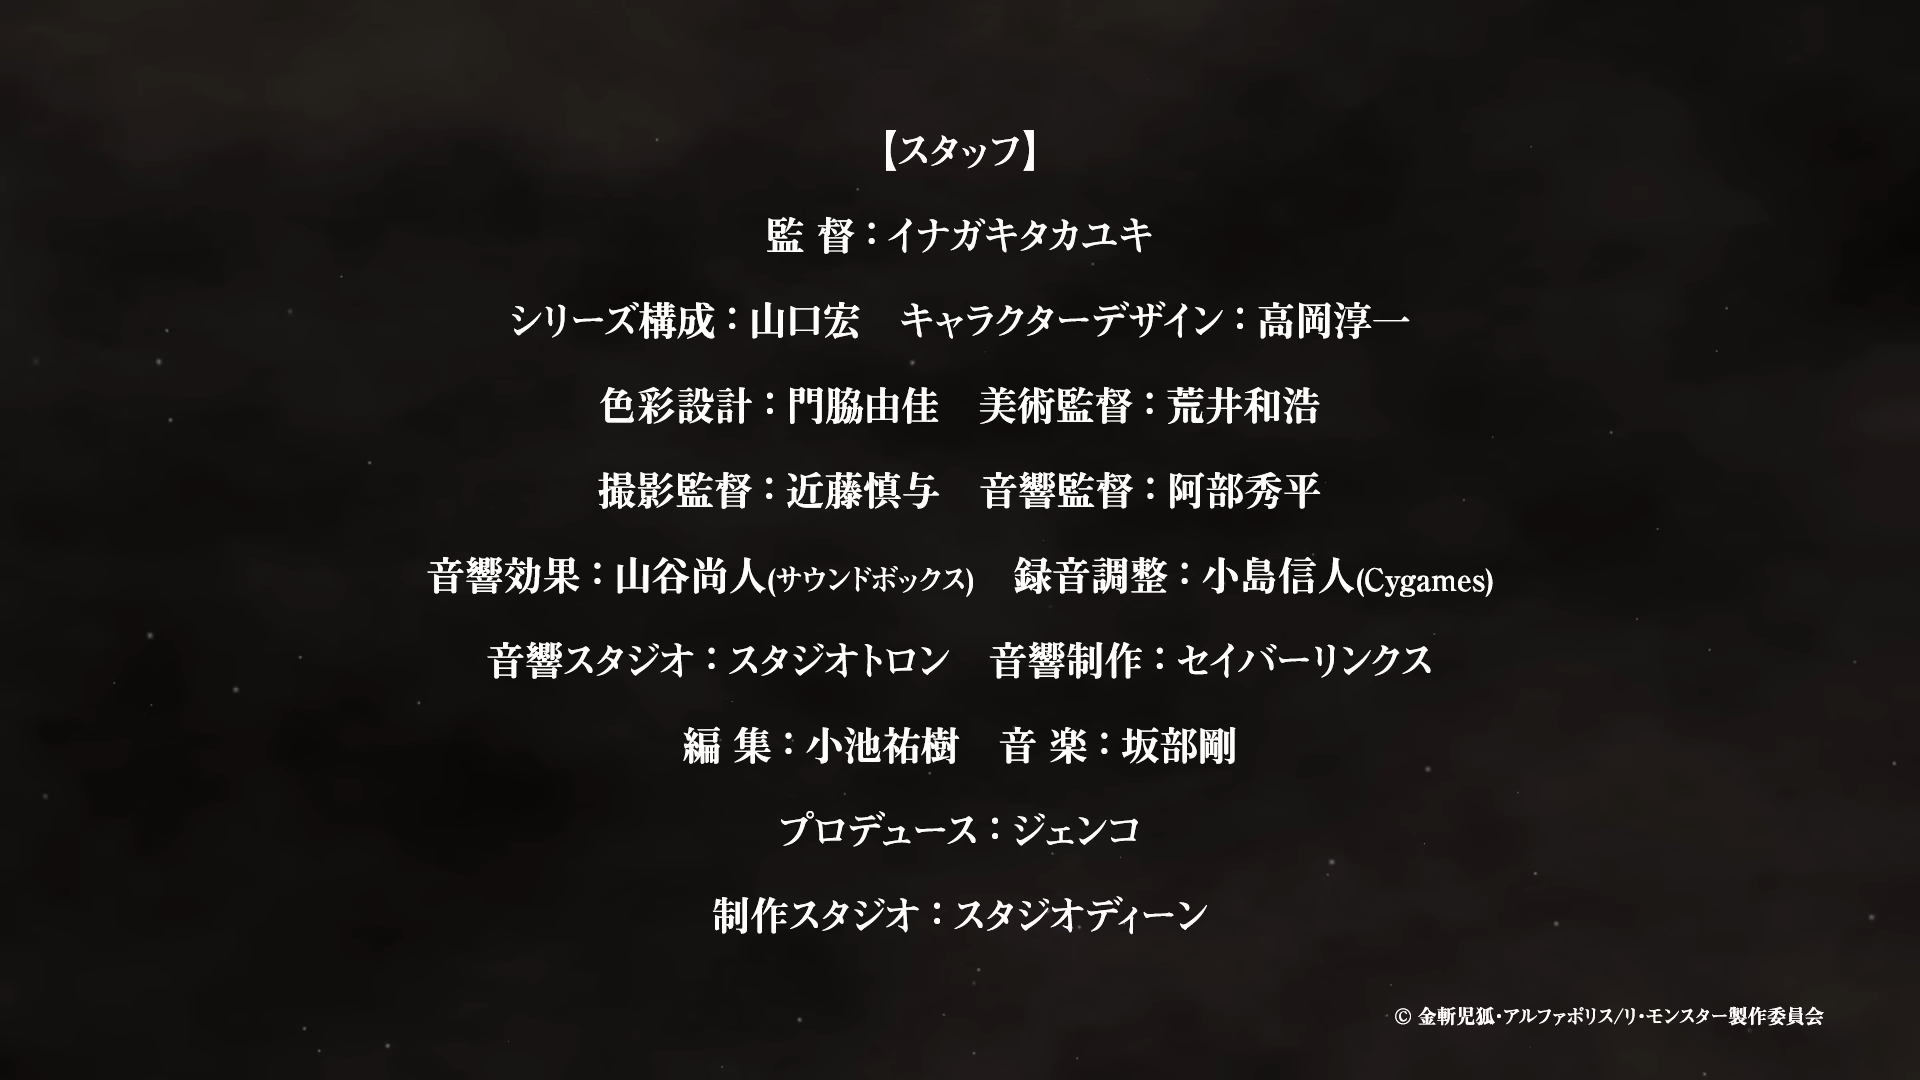 【スタッフ】
監 督：イナガキタカユキ
シリーズ構成：山口宏　キャラクターデザイン：高岡淳一
色彩設計：門脇由佳　美術監督：荒井和浩
撮影監督：近藤慎与　音響監督：阿部秀平
音響効果：山谷尚人(サウンドボックス)　録音調整：小島信人(Cygames)
音響スタジオ：スタジオトロン　音響制作：セイバーリンクス
編 集：小池祐樹　音 楽：坂部剛
プロデュース：ジェンコ
制作スタジオ：スタジオディーン
© 金斬児狐・アルファポリス/リ・モンスター製作委員会